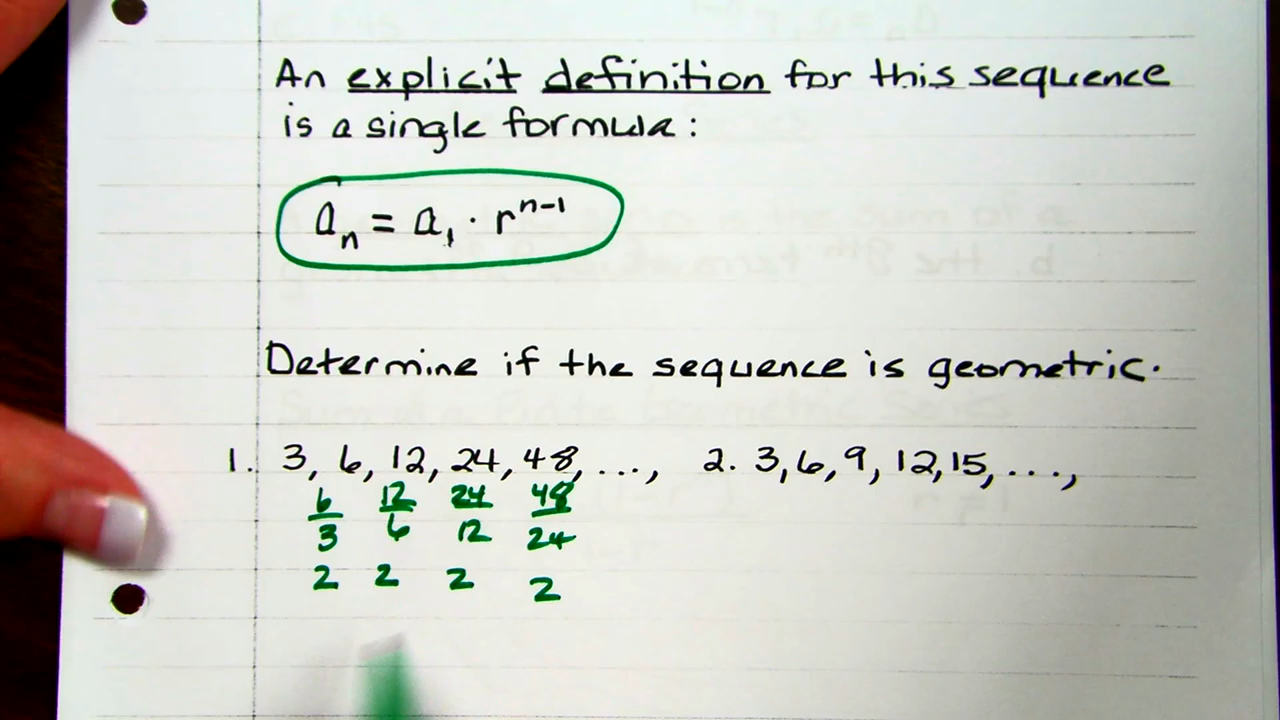 An explicit definition for this sequence
is a single formula:
aₙ = a₁ · rⁿ⁻¹
Determine if the sequence is geometric.
1. 3, 6, 12, 24, 48, ..., 2. 3, 6, 9, 12, 15, ...,
6/3 12/6 24/12 48/24
2 2 2 2